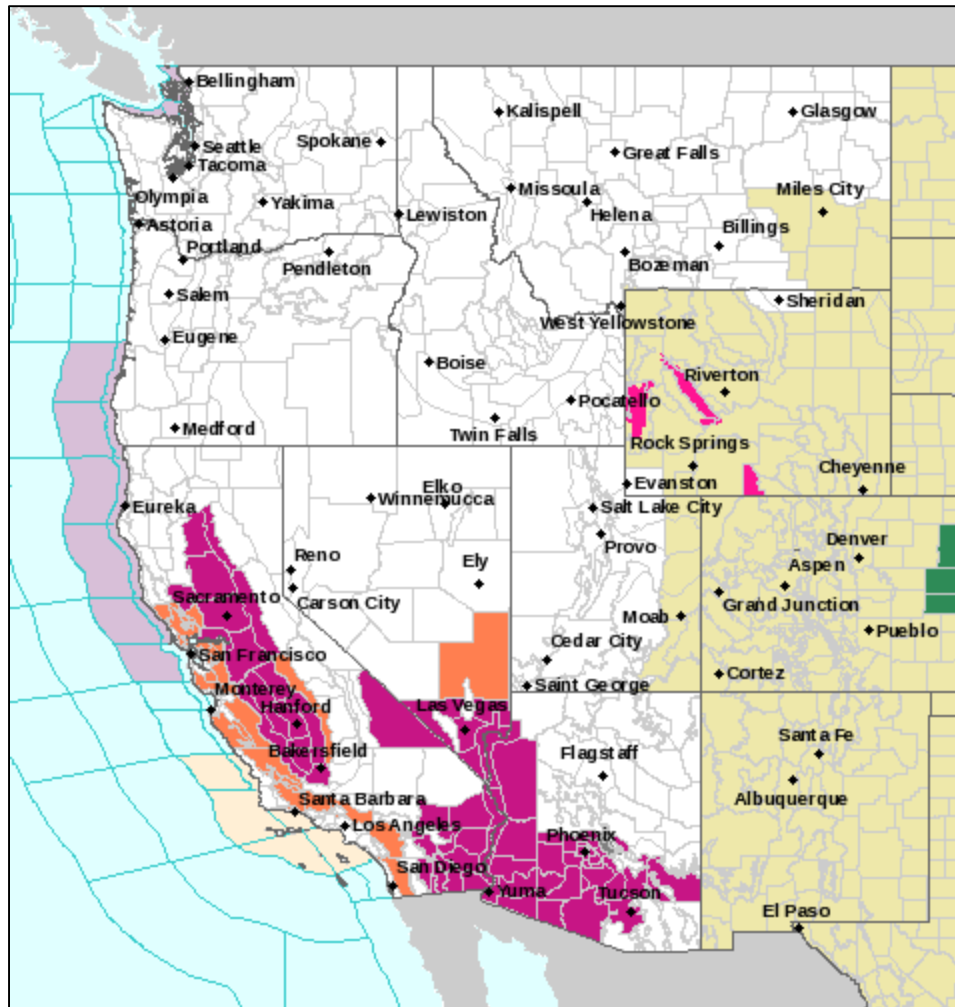 Bellingham
Kalispell
Glasgow
Seattle
Spokane
Great Falls
Tacoma
Missoula
Miles City
Olympia
Yakima
Lewiston
Helena
Astoria
Billings
Portland
Pendleton
Bozeman
Salem
Sheridan
West Yellowstone
Eugene
Boise
Riverton
Pocatello
Medford
Twin Falls
Rock Springs
Cheyenne
Elko
Evanston
Winnemucca
Eureka
Salt Lake City
Denver
Provo
Reno
Ely
Aspen
Sacramento
Carson City
Grand Junction
Moab
Pueblo
Cedar City
San Francisco
Cortez
Saint George
Monterey
Hanford
Las Vegas
Santa Fe
Bakersfield
Flagstaff
Albuquerque
Santa Barbara
Los Angeles
Phoenix
San Diego
Yuma
Tucson
El Paso